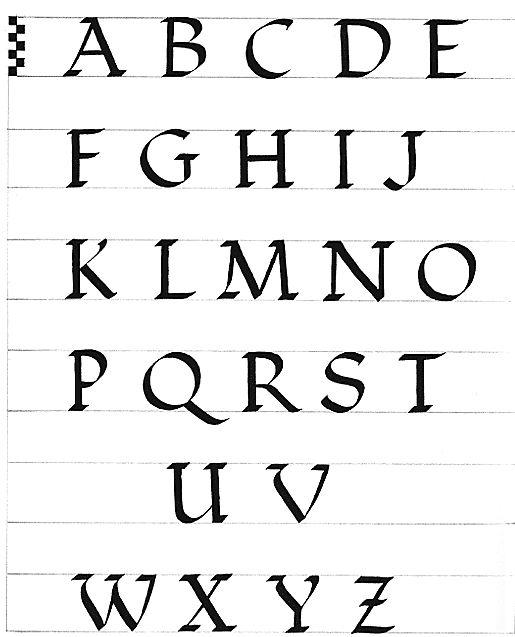 A B C D E
F G H I J
K L M N O
P Q R S T
U V
W X Y Z